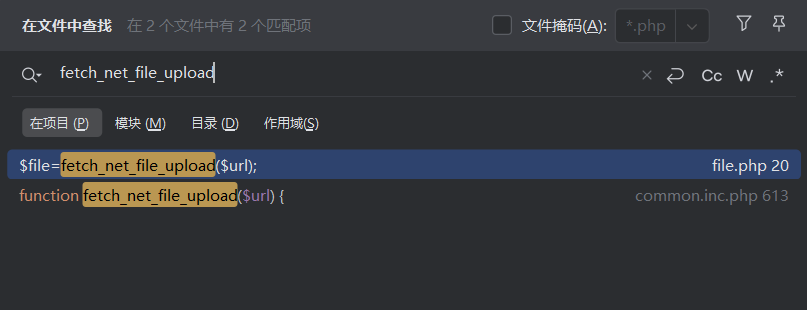 在文件中查找 在 2 个文件中有 2 个匹配项 文件掩码(A): *.php
fetch_net_file_upload Cc W .*
在项目 (P) 模块 (M) 目录 (D) 作用域(S)
$file=fetch_net_file_upload($url); file.php 20
function fetch_net_file_upload($url) { common.inc.php 613